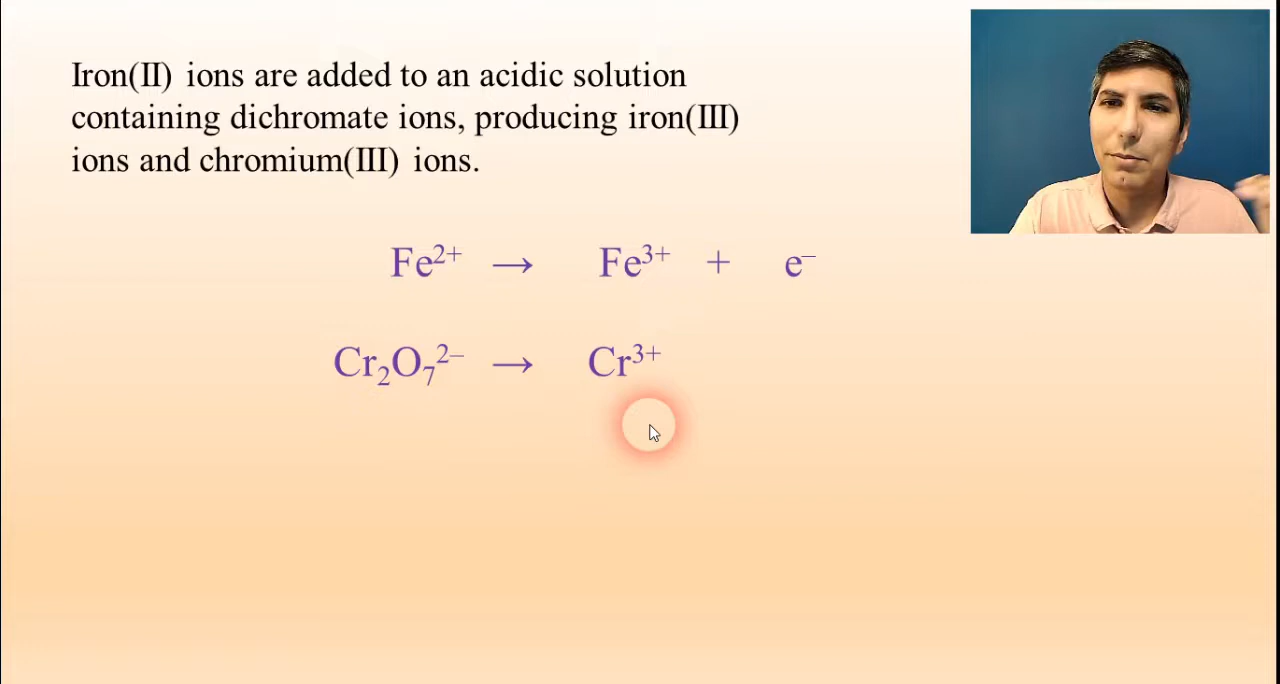 Iron(II) ions are added to an acidic solution
containing dichromate ions, producing iron(III)
ions and chromium(III) ions.
Fe²⁺ → Fe³⁺ + e⁻
Cr₂O₇²⁻ → Cr³⁺